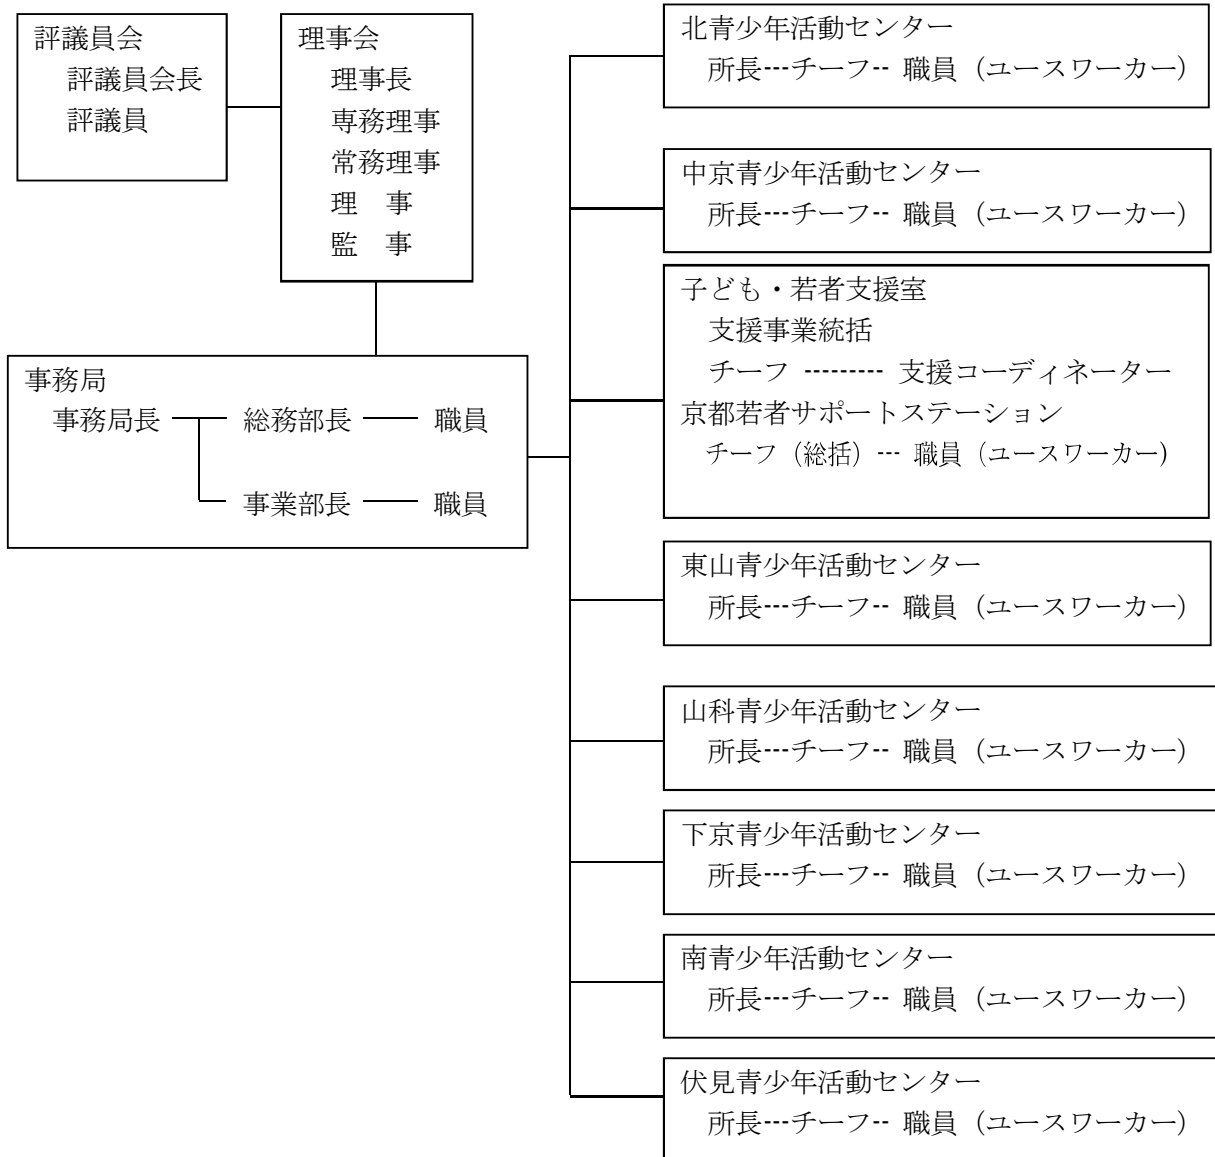 評議員会
評議員会長
評議員
理事会
理事長
専務理事
常務理事
理　事
監　事
事務局
事務局長 総務部長 職員
事業部長 職員
北青少年活動センター
所長---チーフ-- 職員（ユースワーカー）
中京青少年活動センター
所長---チーフ-- 職員（ユースワーカー）
子ども・若者支援室
支援事業統括
チーフ --------- 支援コーディネーター
京都若者サポートステーション
チーフ（総括）--- 職員（ユースワーカー）
東山青少年活動センター
所長---チーフ-- 職員（ユースワーカー）
山科青少年活動センター
所長---チーフ-- 職員（ユースワーカー）
下京青少年活動センター
所長---チーフ-- 職員（ユースワーカー）
南青少年活動センター
所長---チーフ-- 職員（ユースワーカー）
伏見青少年活動センター
所長---チーフ-- 職員（ユースワーカー）